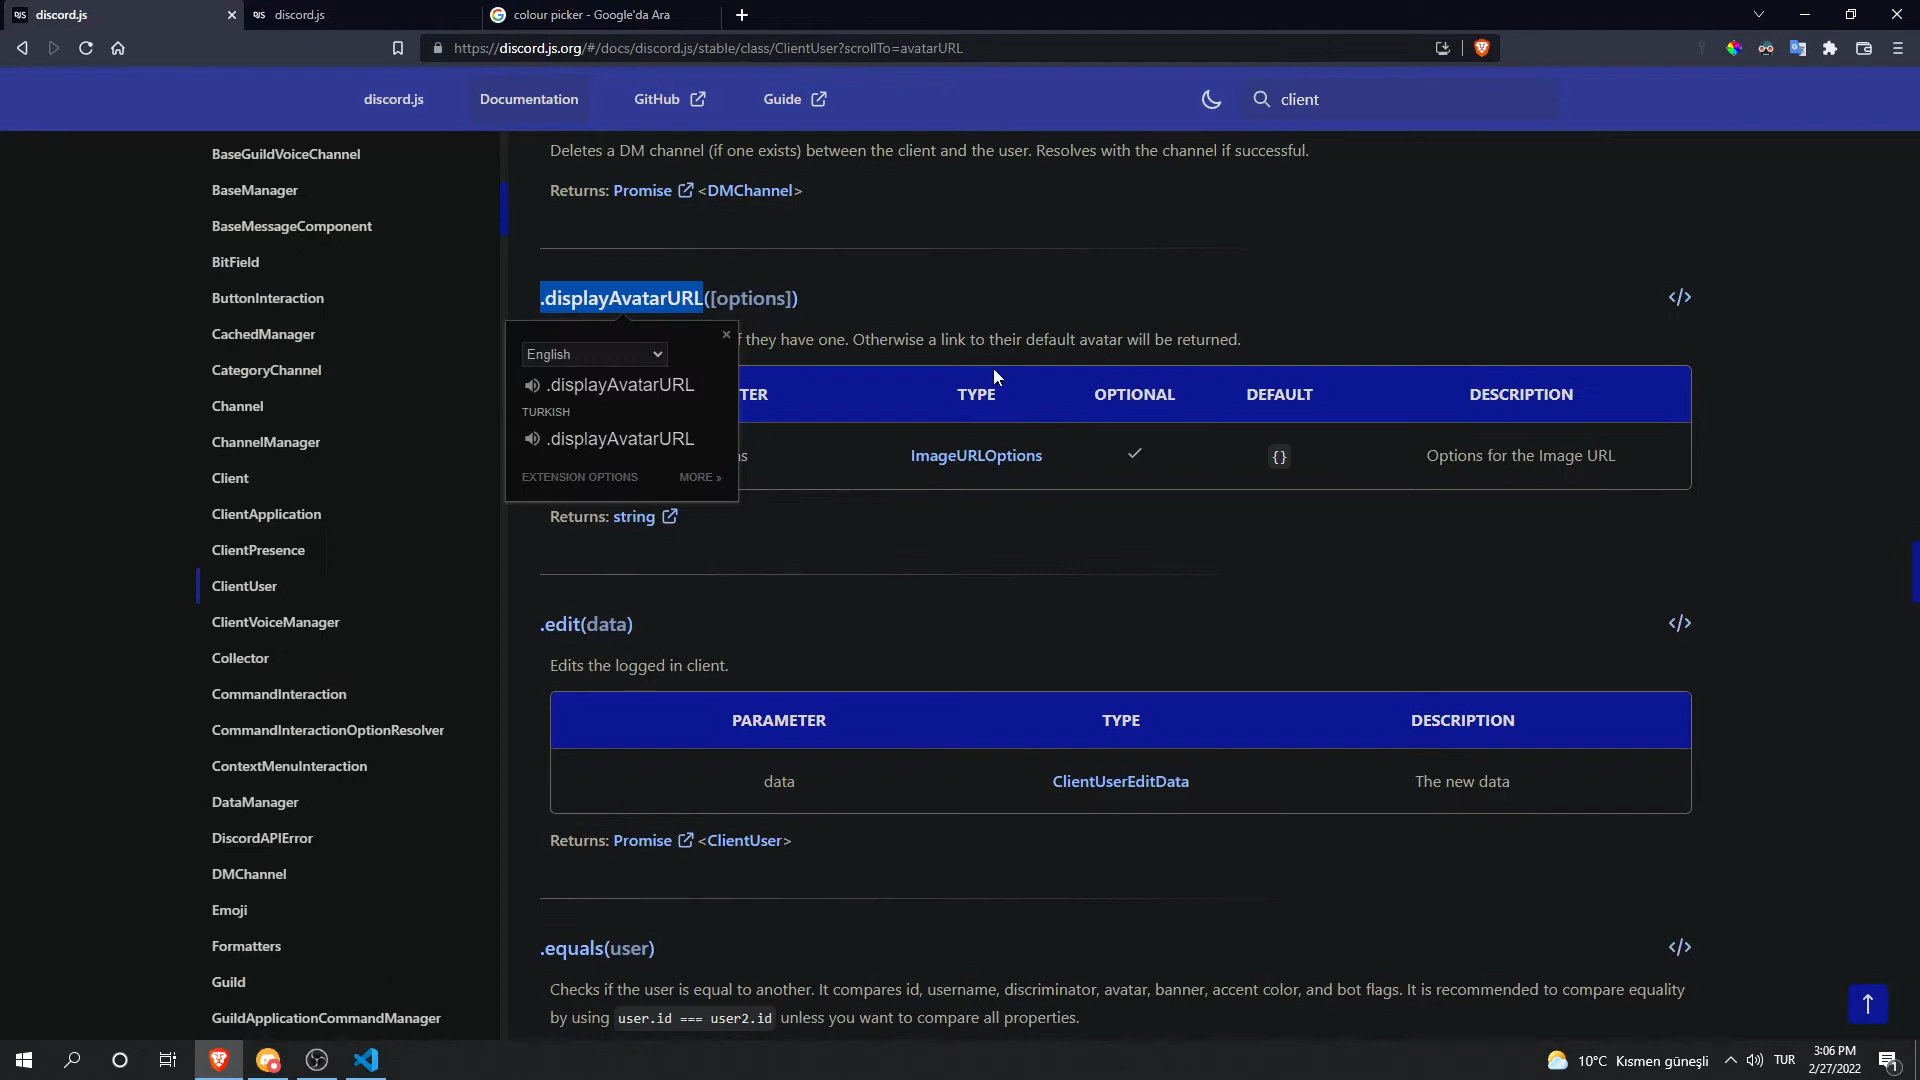 discord.js
discord.js
colour picker - Google'da Ara
https://discord.js.org/#/docs/discord.js/stable/class/ClientUser?scrollTo=avatarURL
discord.js
Documentation
GitHub
Guide
client
BaseGuildVoiceChannel
BaseManager
BaseMessageComponent
BitField
ButtonInteraction
CachedManager
CategoryChannel
Channel
ChannelManager
Client
ClientApplication
ClientPresence
ClientUser
ClientVoiceManager
Collector
CommandInteraction
CommandInteractionOptionResolver
ContextMenuInteraction
DataManager
DiscordAPIError
DMChannel
Emoji
Formatters
Guild
GuildApplicationCommandManager
Deletes a DM channel (if one exists) between the client and the user. Resolves with the channel if successful.
Returns: Promise <DMChannel>
.displayAvatarURL([options])
</>
f they have one. Otherwise a link to their default avatar will be returned.
English
.displayAvatarURL
TURKISH
.displayAvatarURL
EXTENSION OPTIONS MORE »
TER TYPE OPTIONAL DEFAULT DESCRIPTION
ns ImageURLOptions ✓ {} Options for the Image URL
Returns: string
.edit(data)
</>
Edits the logged in client.
PARAMETER TYPE DESCRIPTION
data ClientUserEditData The new data
Returns: Promise <ClientUser>
.equals(user)
</>
Checks if the user is equal to another. It compares id, username, discriminator, avatar, banner, accent color, and bot flags. It is recommended to compare equality
by using user.id === user2.id unless you want to compare all properties.
10°C Kısmen güneşli
TUR
3:06 PM
2/27/2022
1